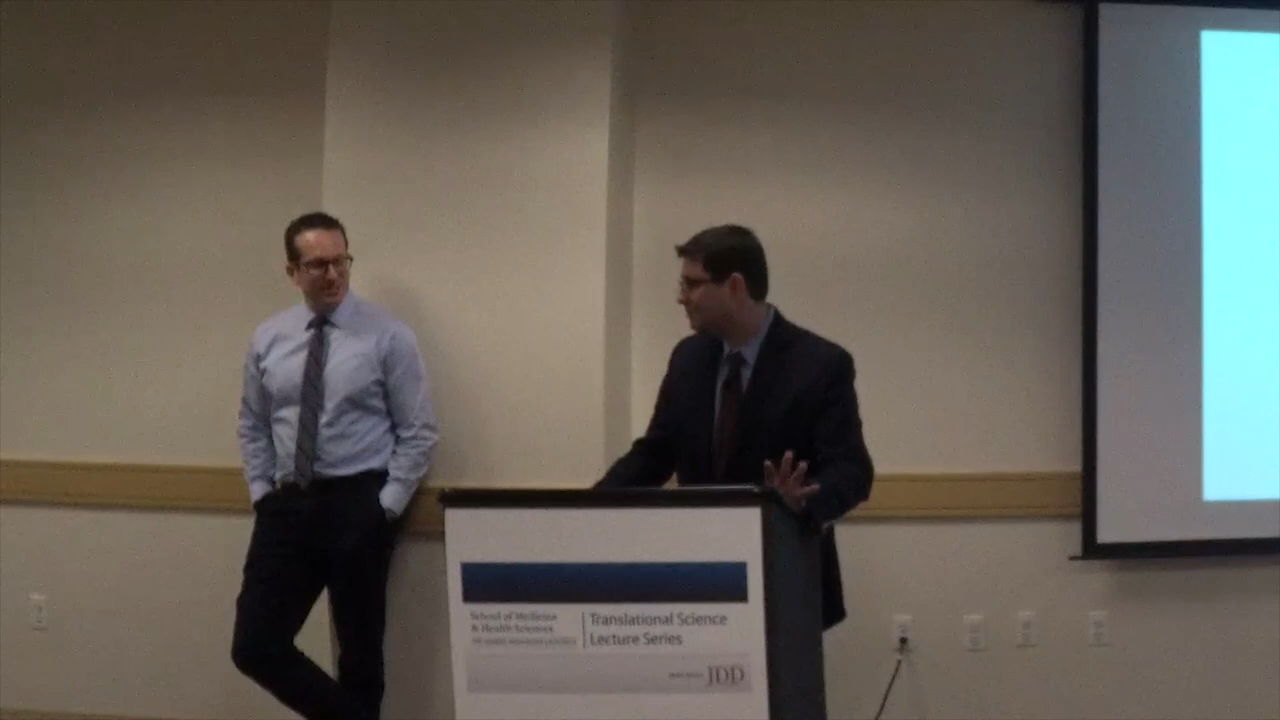 School of Medicine
& Health Sciences
Translational Science
Lecture Series
JDD